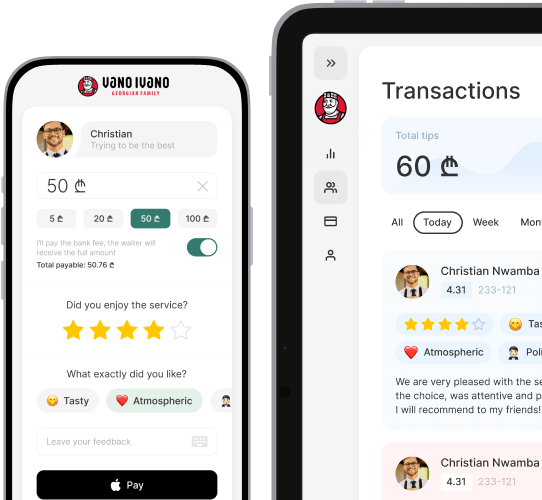 VANO IVANO
GEORGIAN FAMILY
Christian
Trying to be the best
50 ₾
5 ₾ 20 ₾ 50 ₾ 100 ₾
I'll pay the bank fee, the waiter will
receive the full amount
Total payable: 50.76 ₾
Did you enjoy the service?
What exactly did you like?
😋 Tasty ❤️ Atmospheric
Leave your feedback
Pay
Transactions
Total tips
60 ₾
All Today Week Mon
Christian Nwamba
4.31 233-121
Tas
Atmospheric Poli
We are very pleased with the se
the choice, was attentive and p
I will recommend to my friends!
Christian Nwamba
4.31 233-121